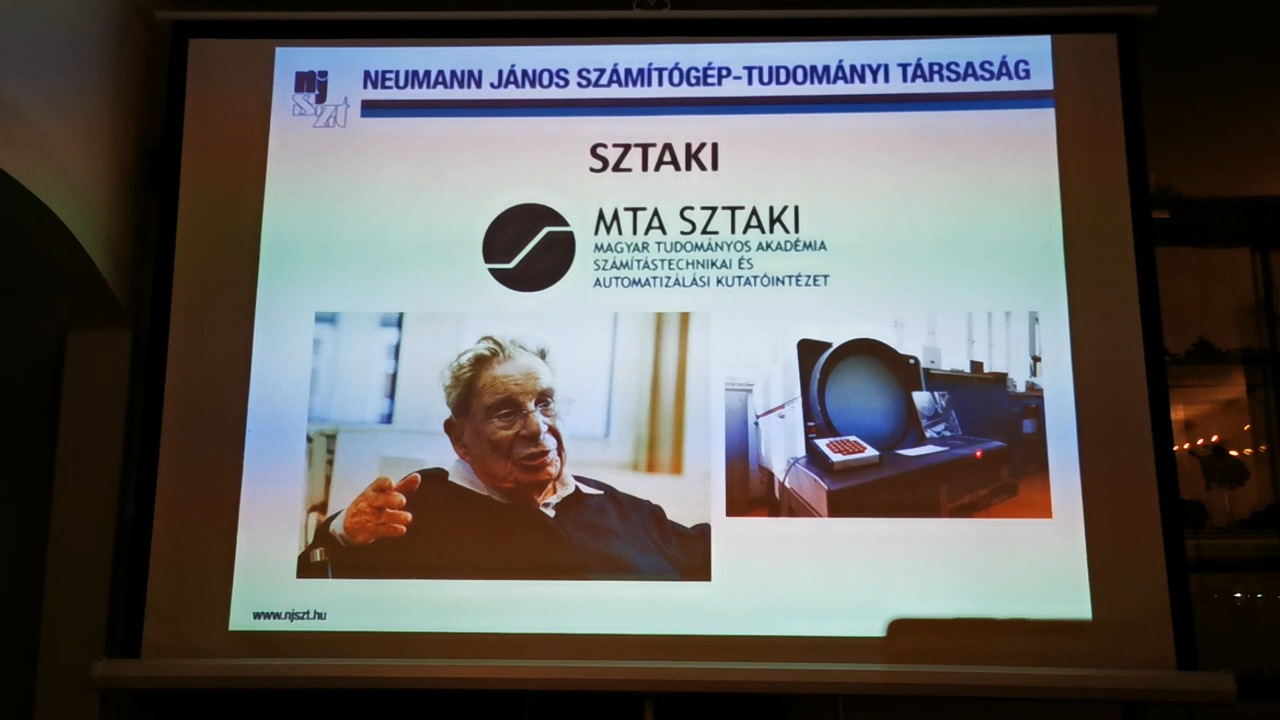 njszt
NEUMANN JÁNOS SZÁMÍTÓGÉP-TUDOMÁNYI TÁRSASÁG
SZTAKI
MTA SZTAKI
MAGYAR TUDOMÁNYOS AKADÉMIA
SZÁMÍTÁSTECHNIKAI ÉS
AUTOMATIZÁLÁSI KUTATÓINTÉZET
www.njszt.hu